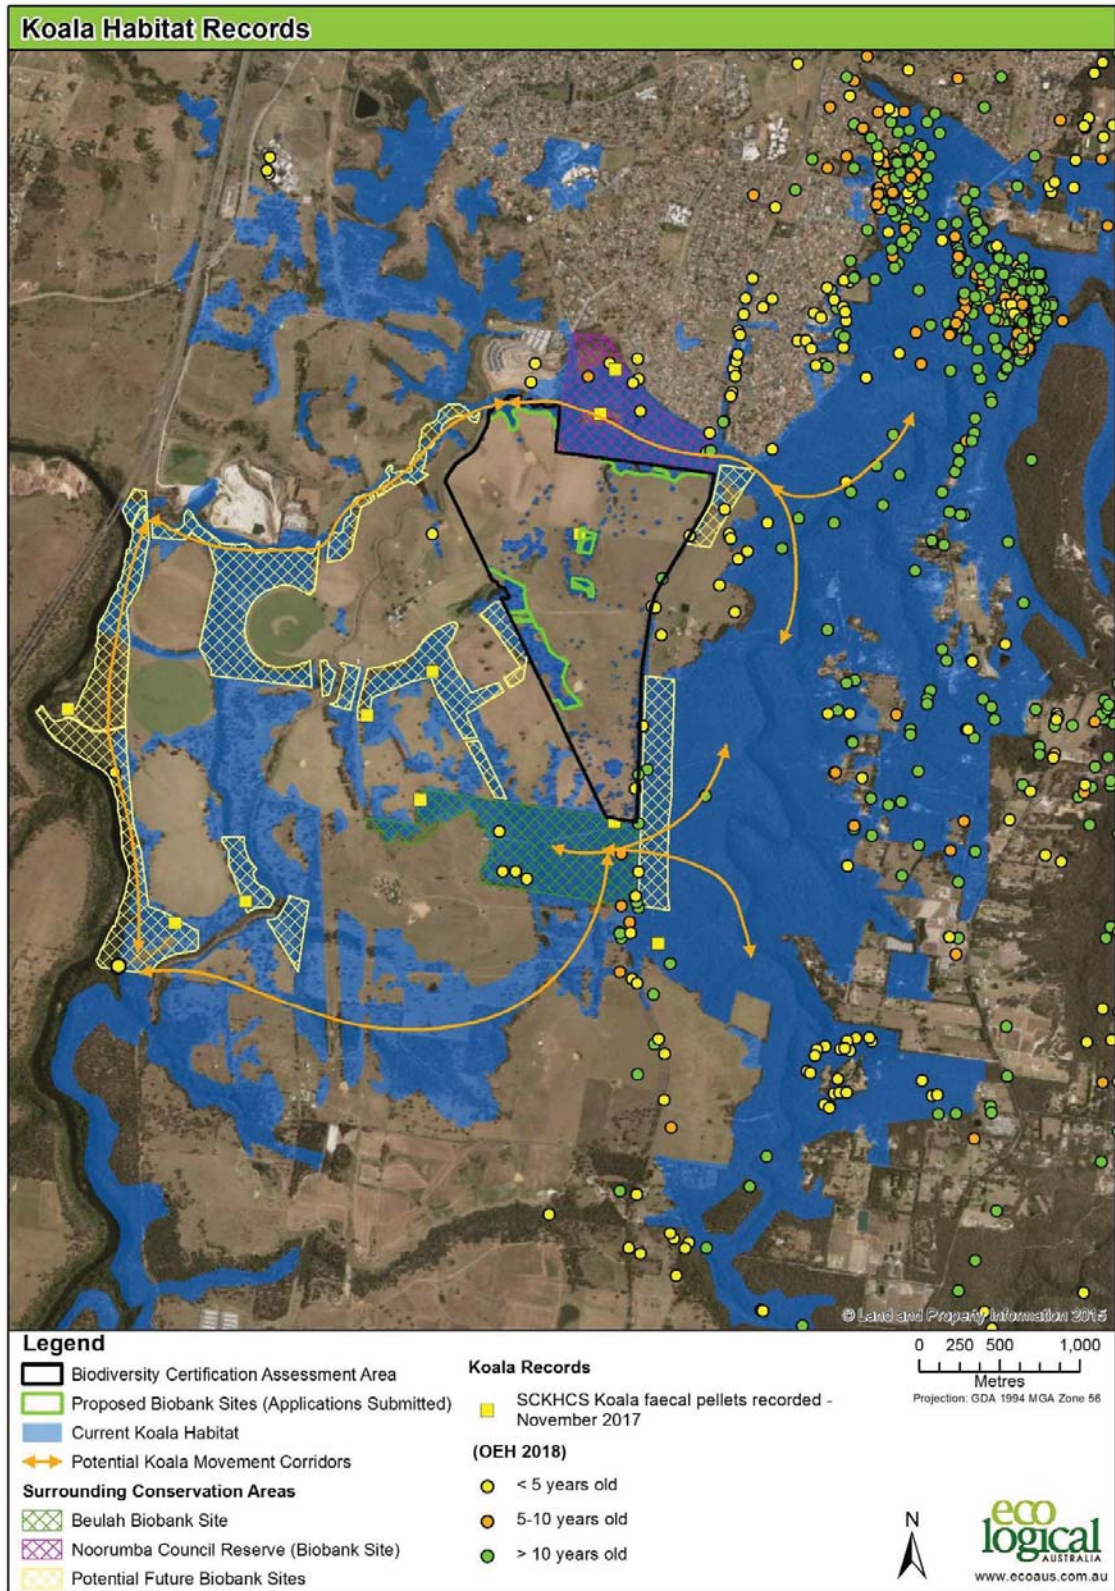 Koala Habitat Records
© Land and Property Information 2015
Legend
Biodiversity Certification Assessment Area
Proposed Biobank Sites (Applications Submitted)
Current Koala Habitat
Potential Koala Movement Corridors
Surrounding Conservation Areas
Beulah Biobank Site
Noorumba Council Reserve (Biobank Site)
Potential Future Biobank Sites
Koala Records
SCKHCS Koala faecal pellets recorded -
November 2017
(OEH 2018)
< 5 years old
5-10 years old
> 10 years old
0 250 500 1,000
Metres
Projection: GDA 1994 MGA Zone 56
N
eco
logical
AUSTRALIA
www.ecoaus.com.au